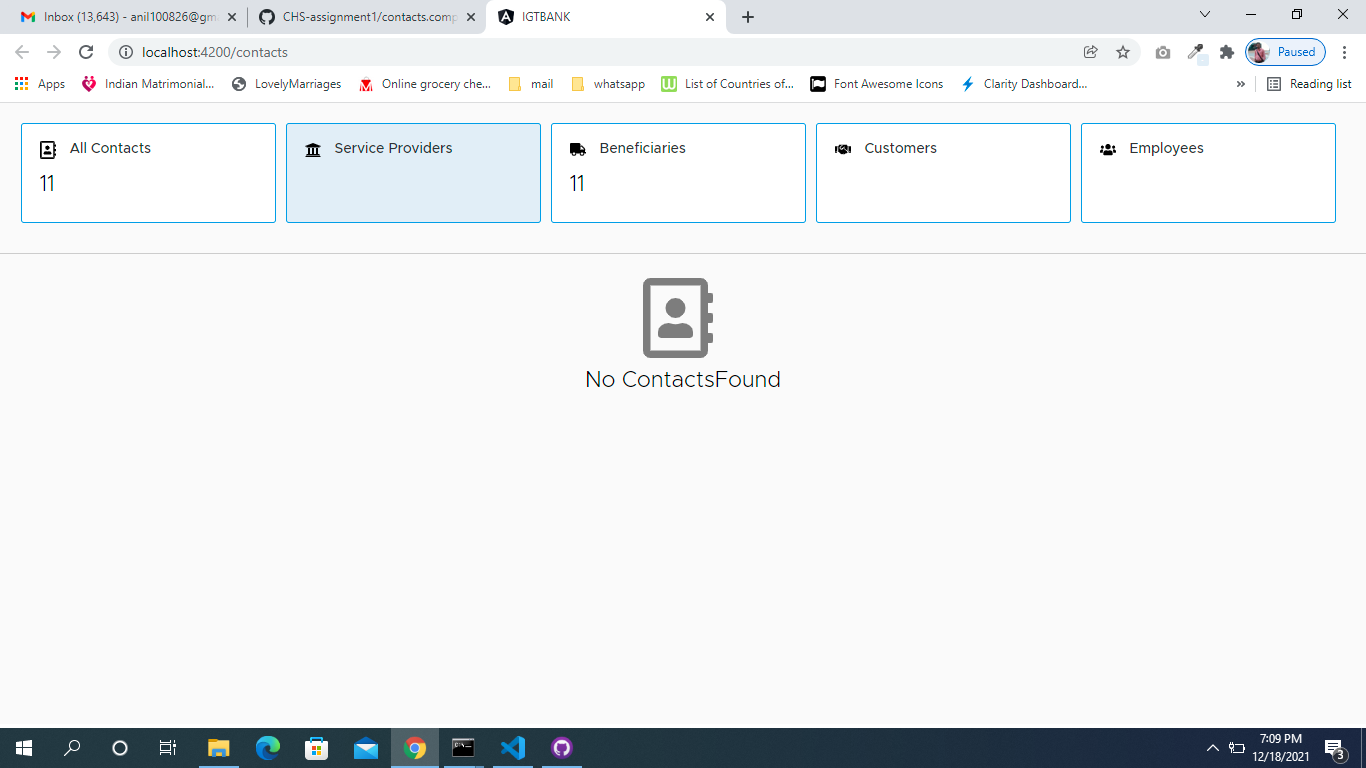 Inbox (13,643) - anil100826@gm
CHS-assignment1/contacts.comp
IGTBANK
localhost:4200/contacts
Paused
Apps
Indian Matrimonial...
LovelyMarriages
Online grocery che...
mail
whatsapp
List of Countries of...
Font Awesome Icons
Clarity Dashboard...
»
Reading list
All Contacts
11
Service Providers
Beneficiaries
11
Customers
Employees
No ContactsFound
7:09 PM
12/18/2021
3